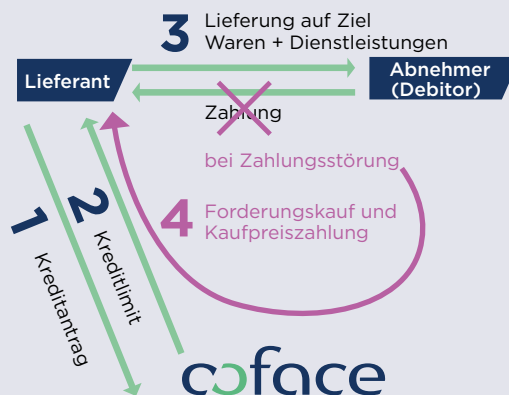 3 Lieferung auf Ziel
Waren + Dienstleistungen
Lieferant
Abnehmer
(Debitor)
Zahlung
bei Zahlungsstörung
4 Forderungskauf und
Kaufpreiszahlung
1 Kreditantrag
2 Kreditlimit
coface